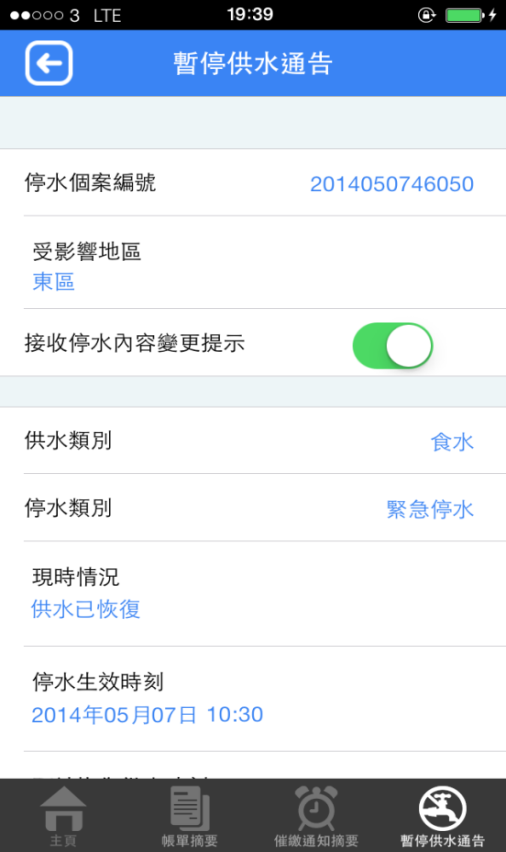 3 LTE 19:39
暫停供水通告
停水個案編號 2014050746050
受影響地區
東區
接收停水內容變更提示
供水類別 食水
停水類別 緊急停水
現時情況
供水已恢復
停水生效時刻
2014年05月07日 10:30
主頁 帳單摘要 催繳通知摘要 暫停供水通告